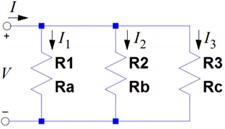 I
+
I₁ I₂ I₃
V
R1 R2 R3
Ra Rb Rc
−